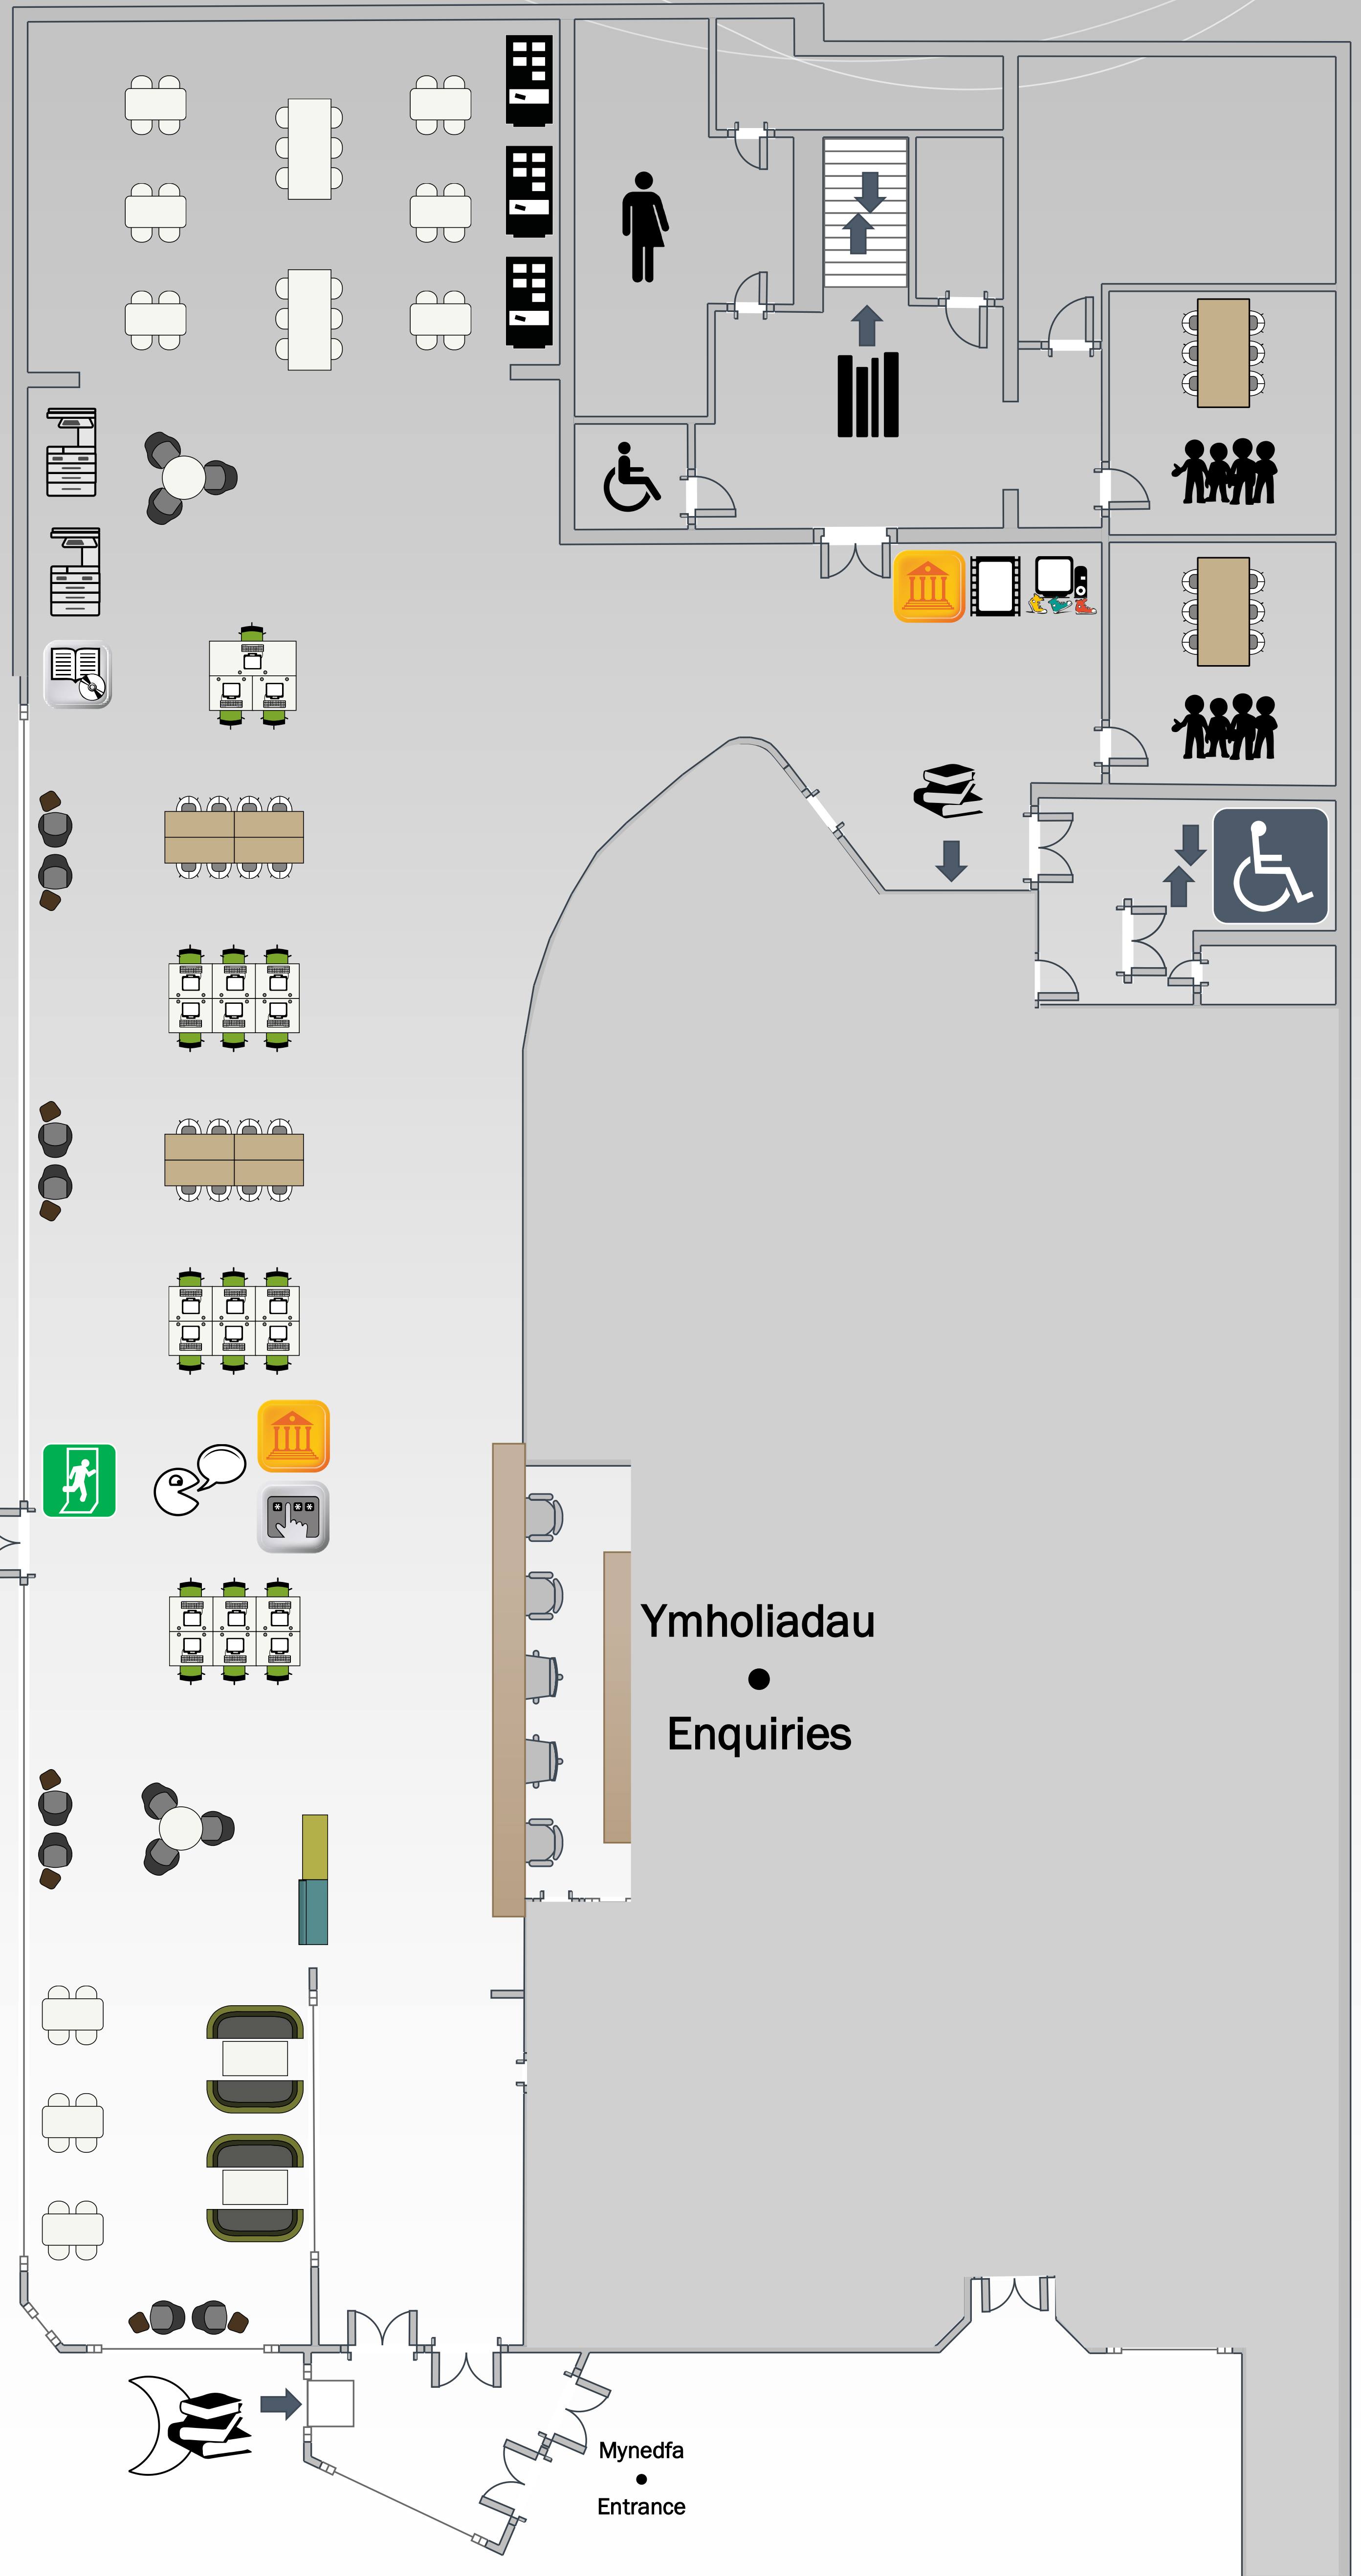 Ymholiadau
●
Enquiries
Mynedfa
●
Entrance